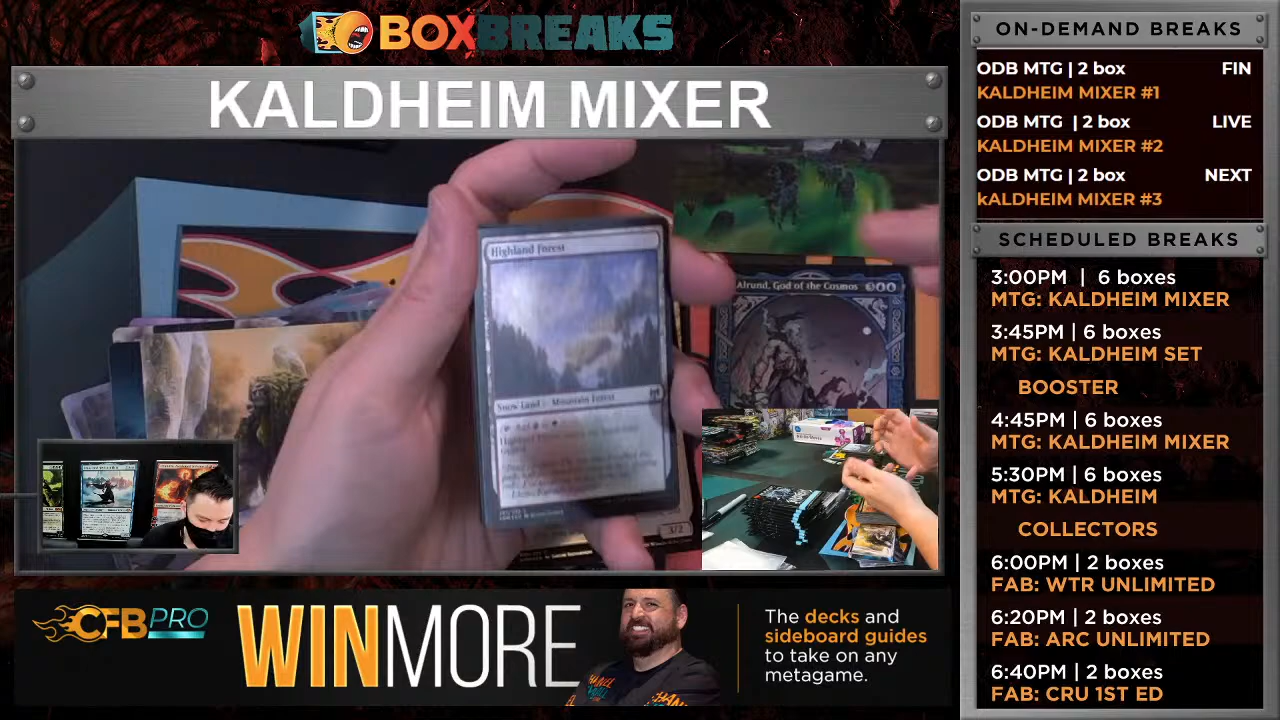 BOXBREAKS
KALDHEIM MIXER
Highland Forest
Snow Land - Mountain Forest
Alrund, God of the Cosmos
3/2
CFB PRO
WINMORE
The decks and
sideboard guides
to take on any
metagame.
ON-DEMAND BREAKS
ODB MTG | 2 box FIN
KALDHEIM MIXER #1
ODB MTG | 2 box LIVE
KALDHEIM MIXER #2
ODB MTG | 2 box NEXT
kALDHEIM MIXER #3
SCHEDULED BREAKS
3:00PM | 6 boxes
MTG: KALDHEIM MIXER
3:45PM | 6 boxes
MTG: KALDHEIM SET
BOOSTER
4:45PM | 6 boxes
MTG: KALDHEIM MIXER
5:30PM | 6 boxes
MTG: KALDHEIM
COLLECTORS
6:00PM | 2 boxes
FAB: WTR UNLIMITED
6:20PM | 2 boxes
FAB: ARC UNLIMITED
6:40PM | 2 boxes
FAB: CRU 1ST ED